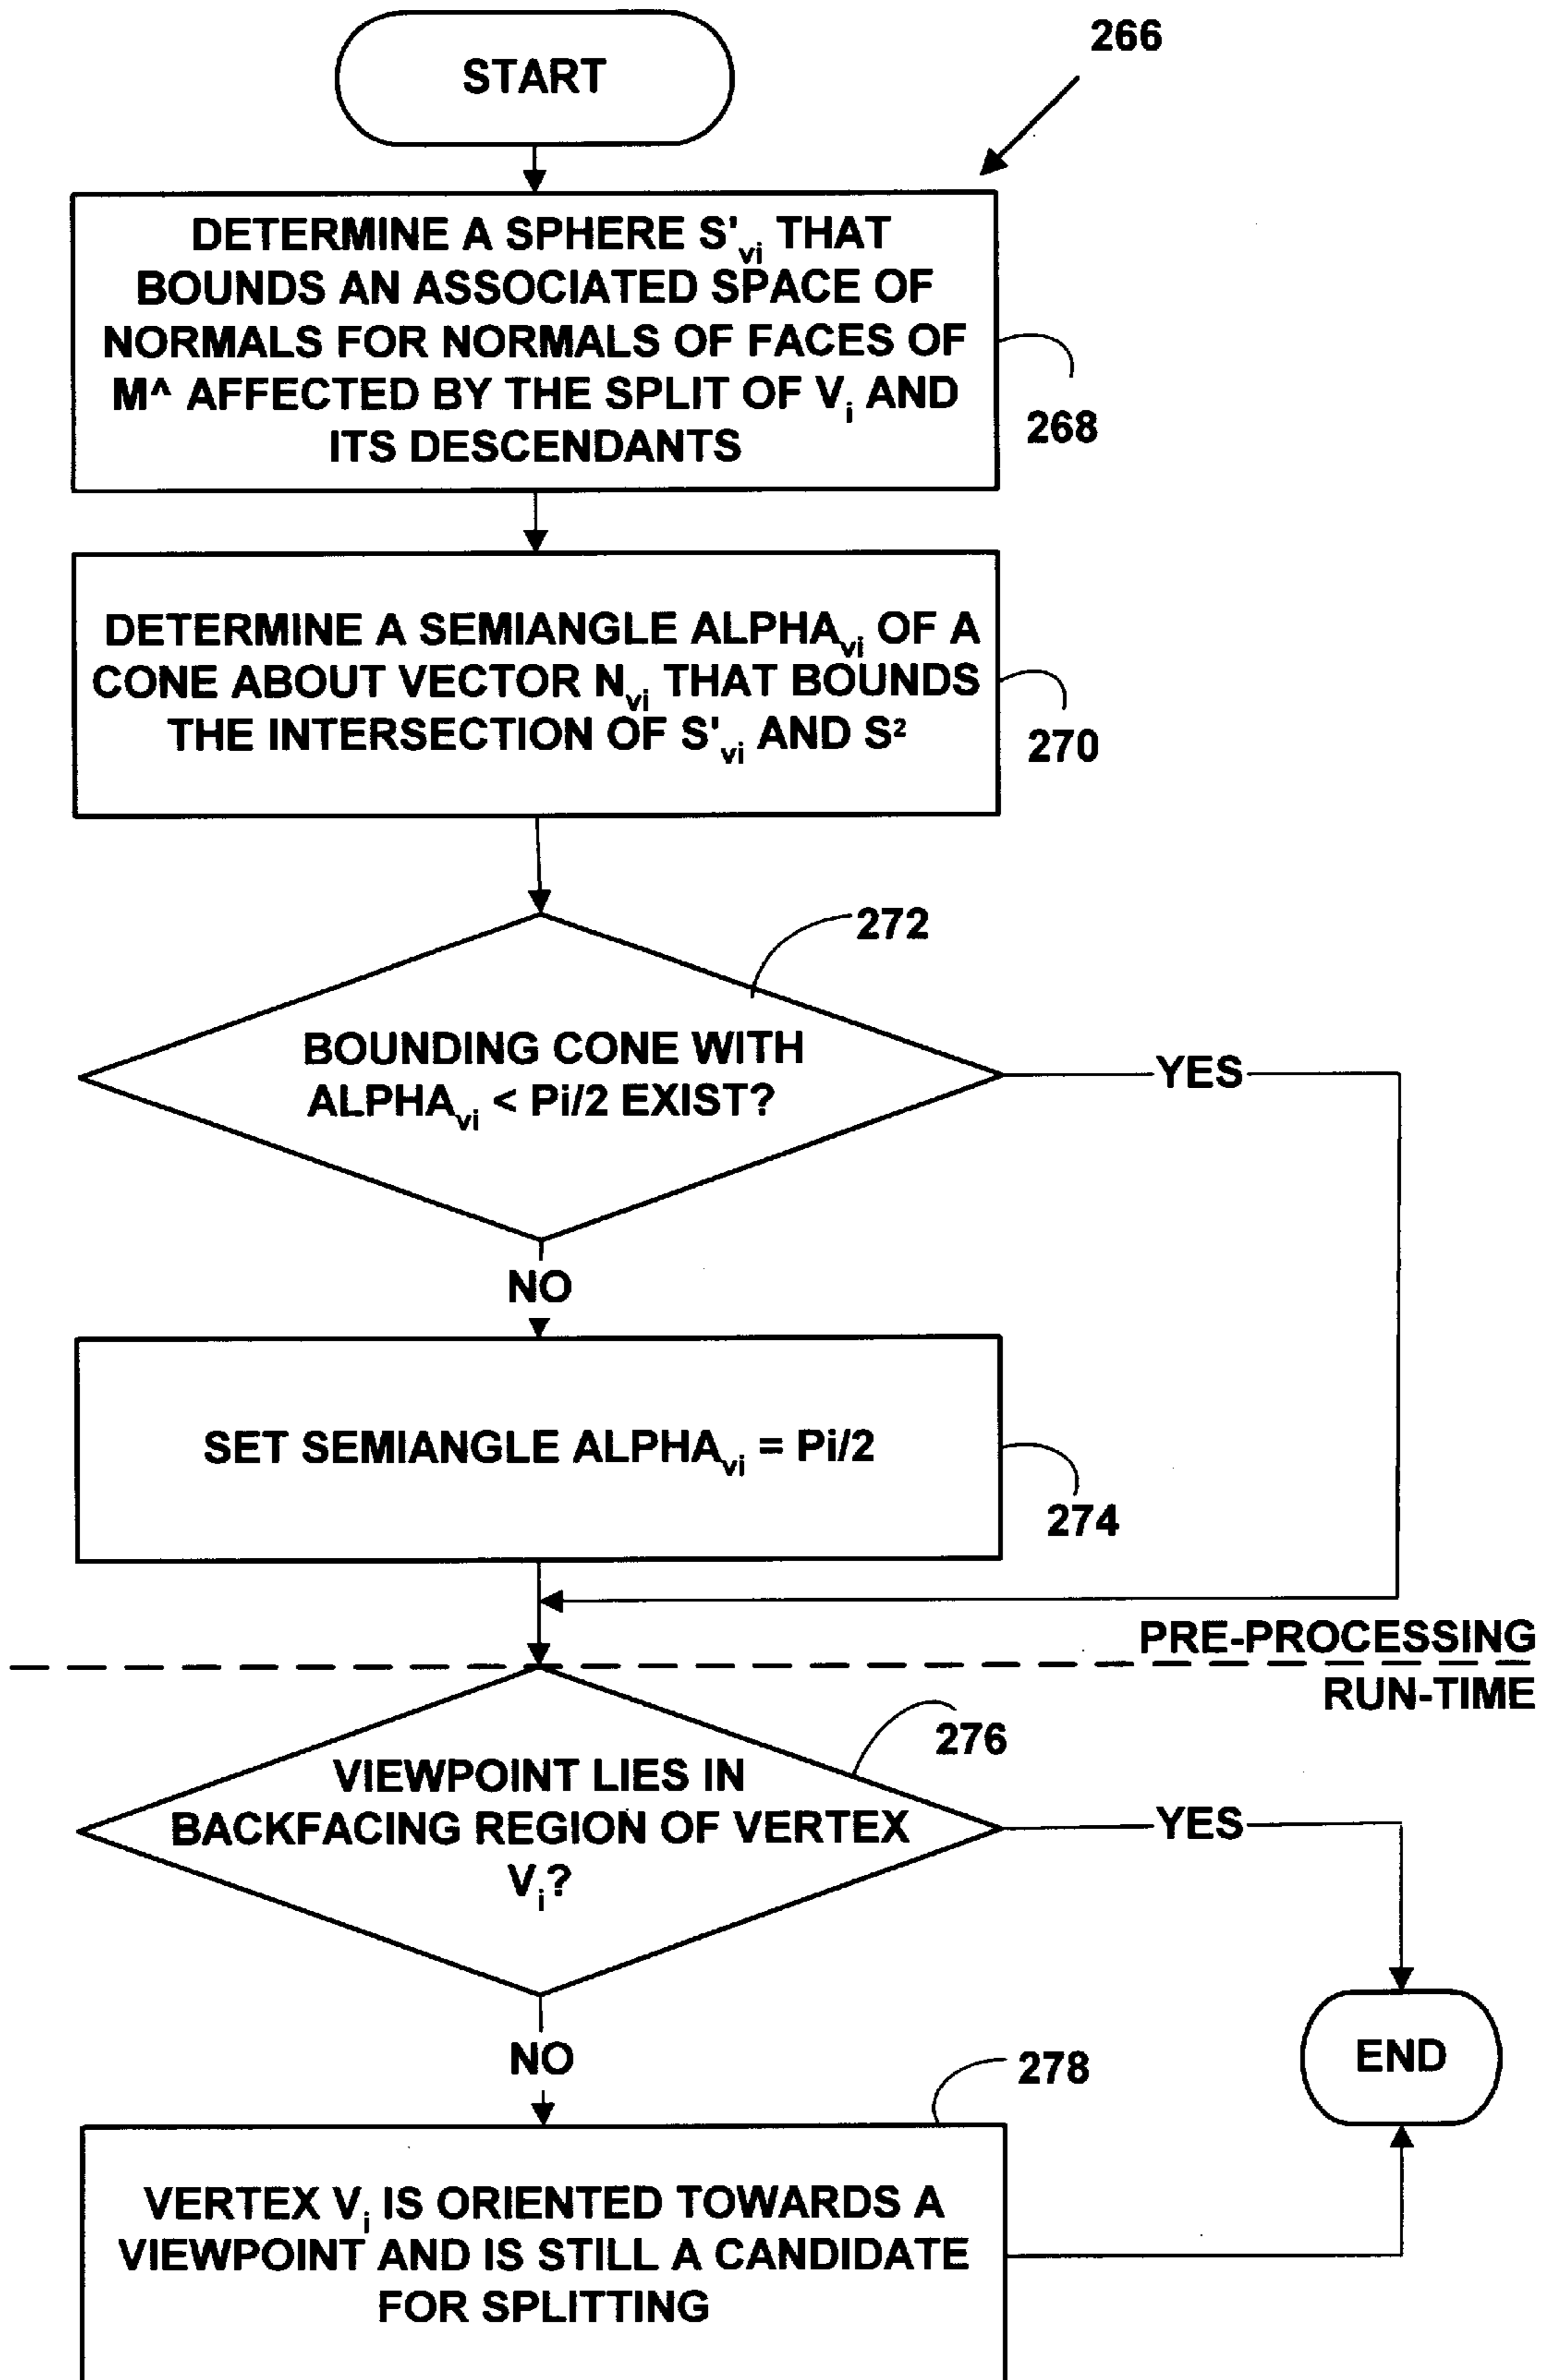 START
266
DETERMINE A SPHERE S'vi THAT
BOUNDS AN ASSOCIATED SPACE OF
NORMALS FOR NORMALS OF FACES OF
M^ AFFECTED BY THE SPLIT OF Vi AND
ITS DESCENDANTS
268
DETERMINE A SEMIANGLE ALPHAvi OF A
CONE ABOUT VECTOR Nvi THAT BOUNDS
THE INTERSECTION OF S'vi AND S²
270
272
BOUNDING CONE WITH
ALPHAvi < Pi/2 EXIST?
YES
NO
SET SEMIANGLE ALPHAvi = Pi/2
274
PRE-PROCESSING
RUN-TIME
276
VIEWPOINT LIES IN
BACKFACING REGION OF VERTEX
Vi?
YES
NO
END
278
VERTEX Vi IS ORIENTED TOWARDS A
VIEWPOINT AND IS STILL A CANDIDATE
FOR SPLITTING